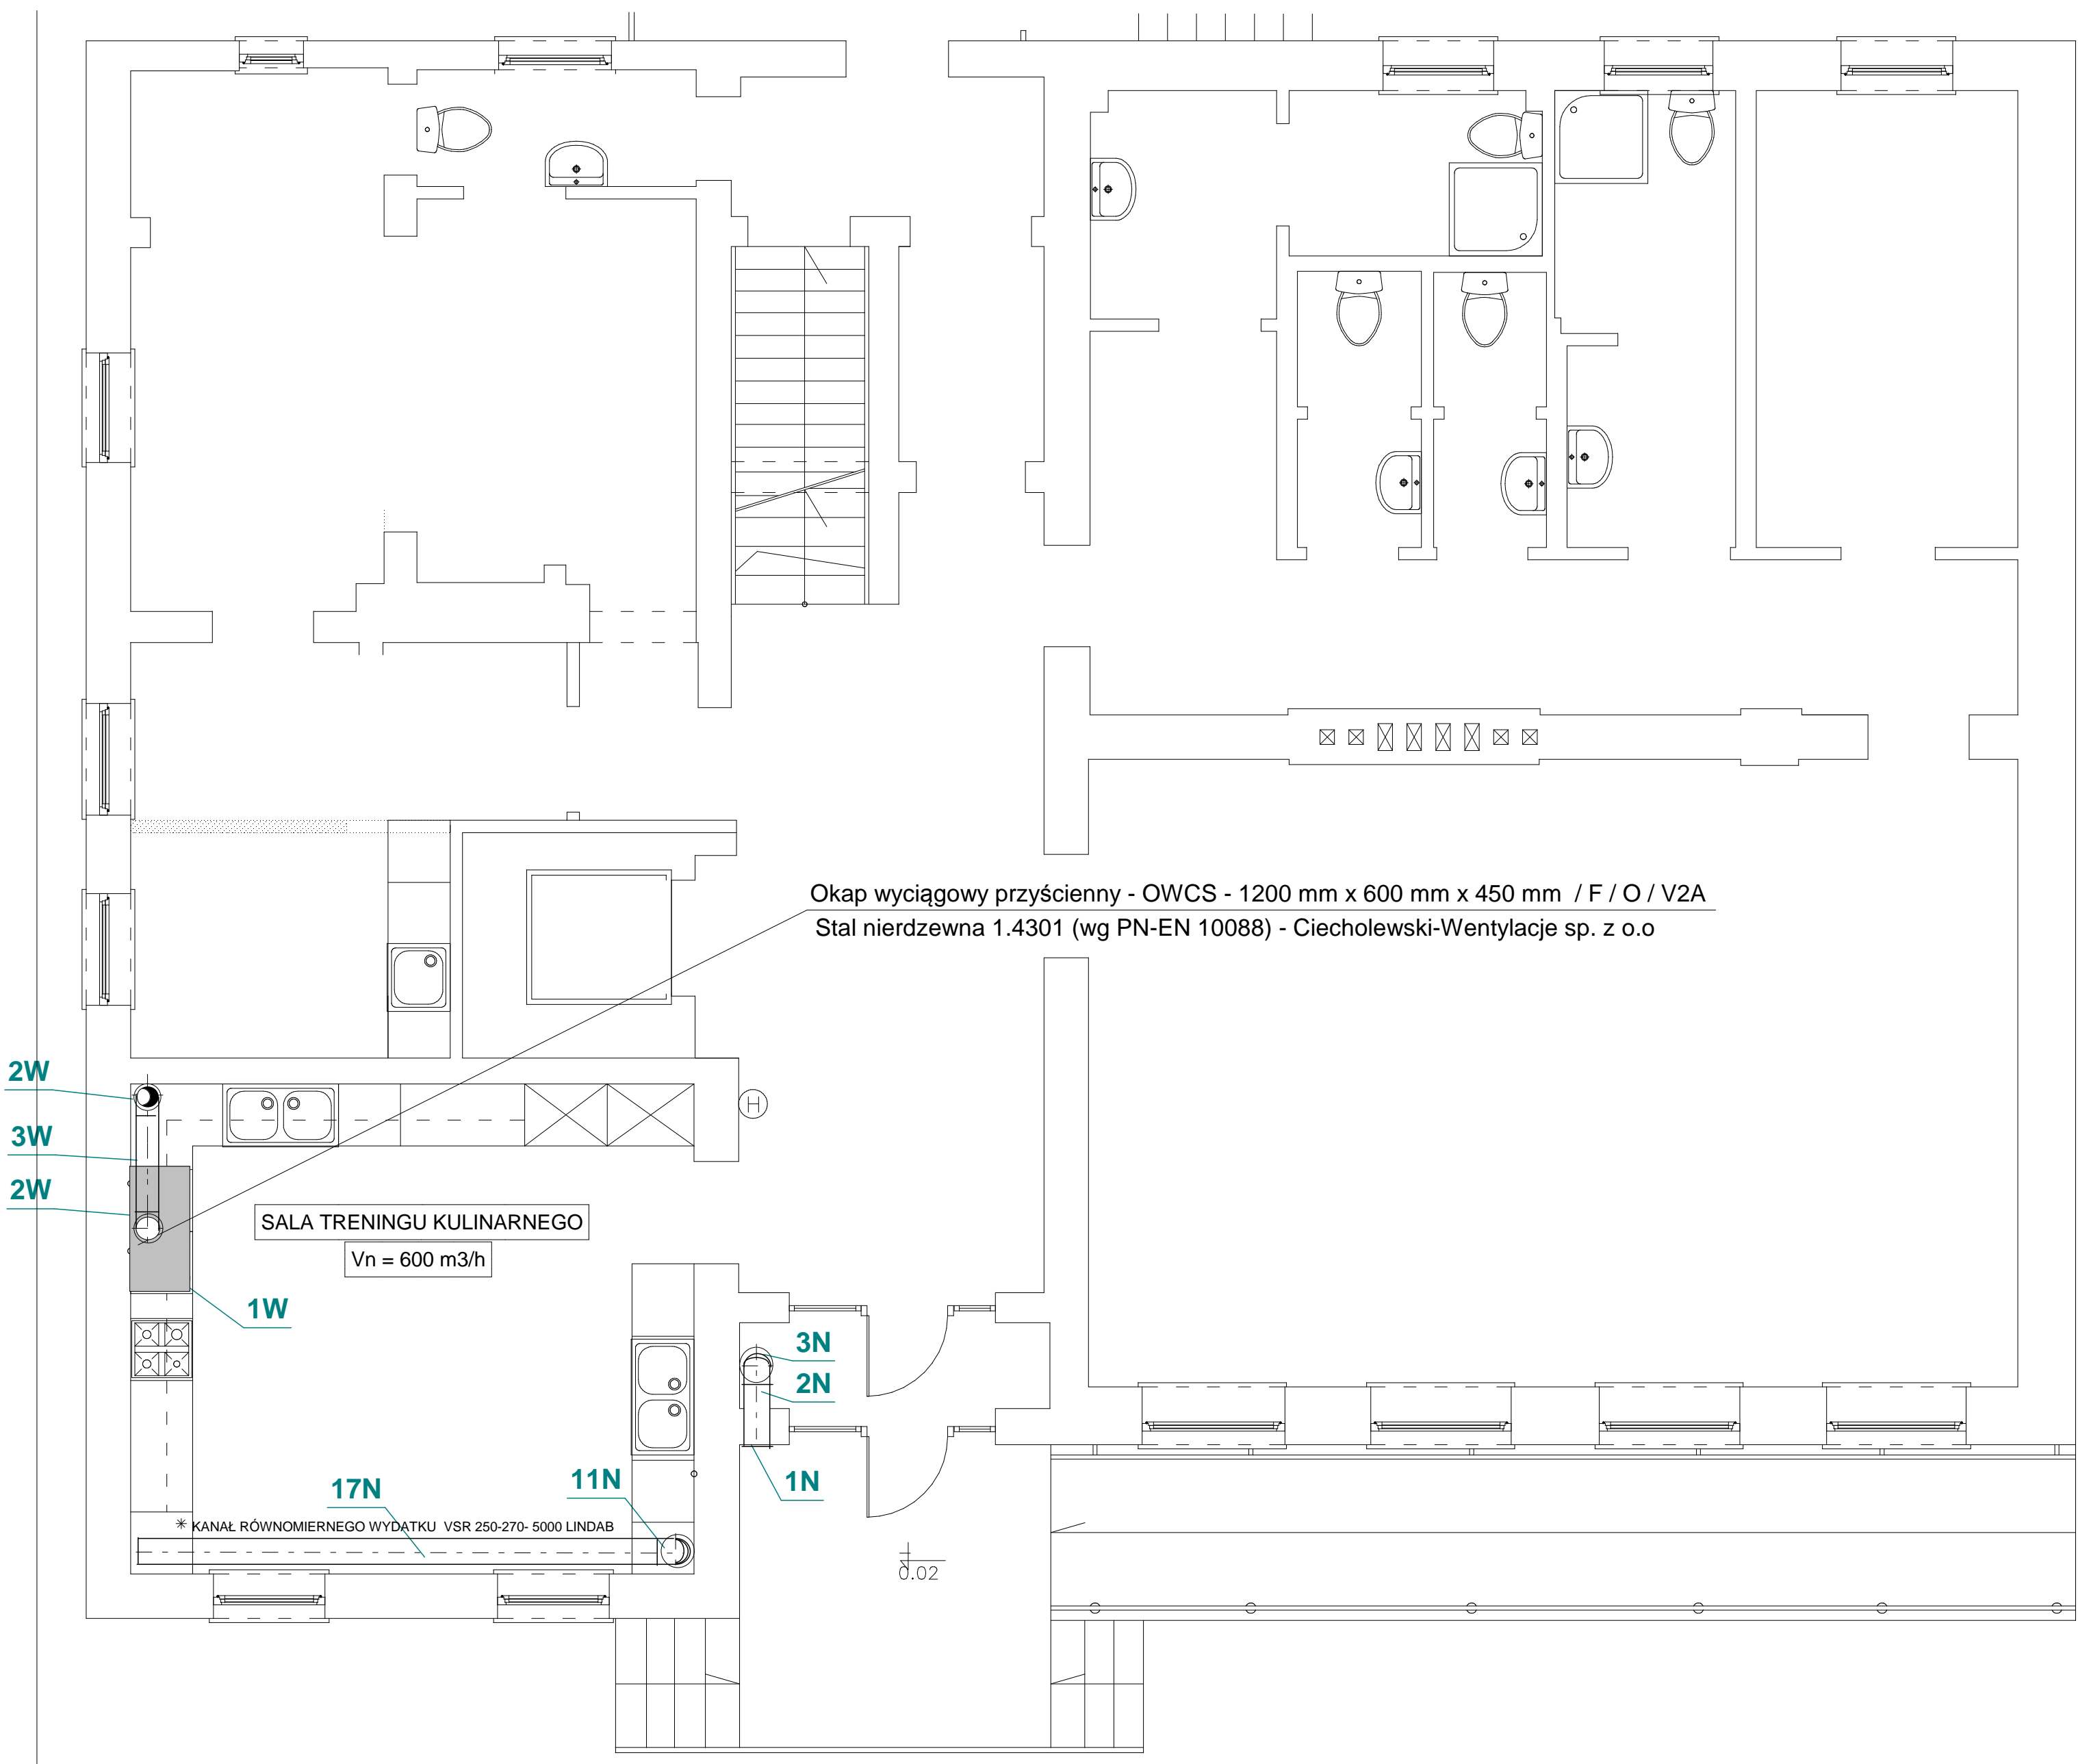 Okap wyciągowy przyścienny - OWCS - 1200 mm x 600 mm x 450 mm / F / O / V2A
Stal nierdzewna 1.4301 (wg PN-EN 10088) - Ciecholewski-Wentylacje sp. z o.o
2W
H
3W
2W
SALA TRENINGU KULINARNEGO
Vn = 600 m3/h
1W
3N
2N
17N
11N
1N
* KANAŁ RÓWNOMIERNEGO WYDATKU VSR 250-270- 5000 LINDAB
0.02